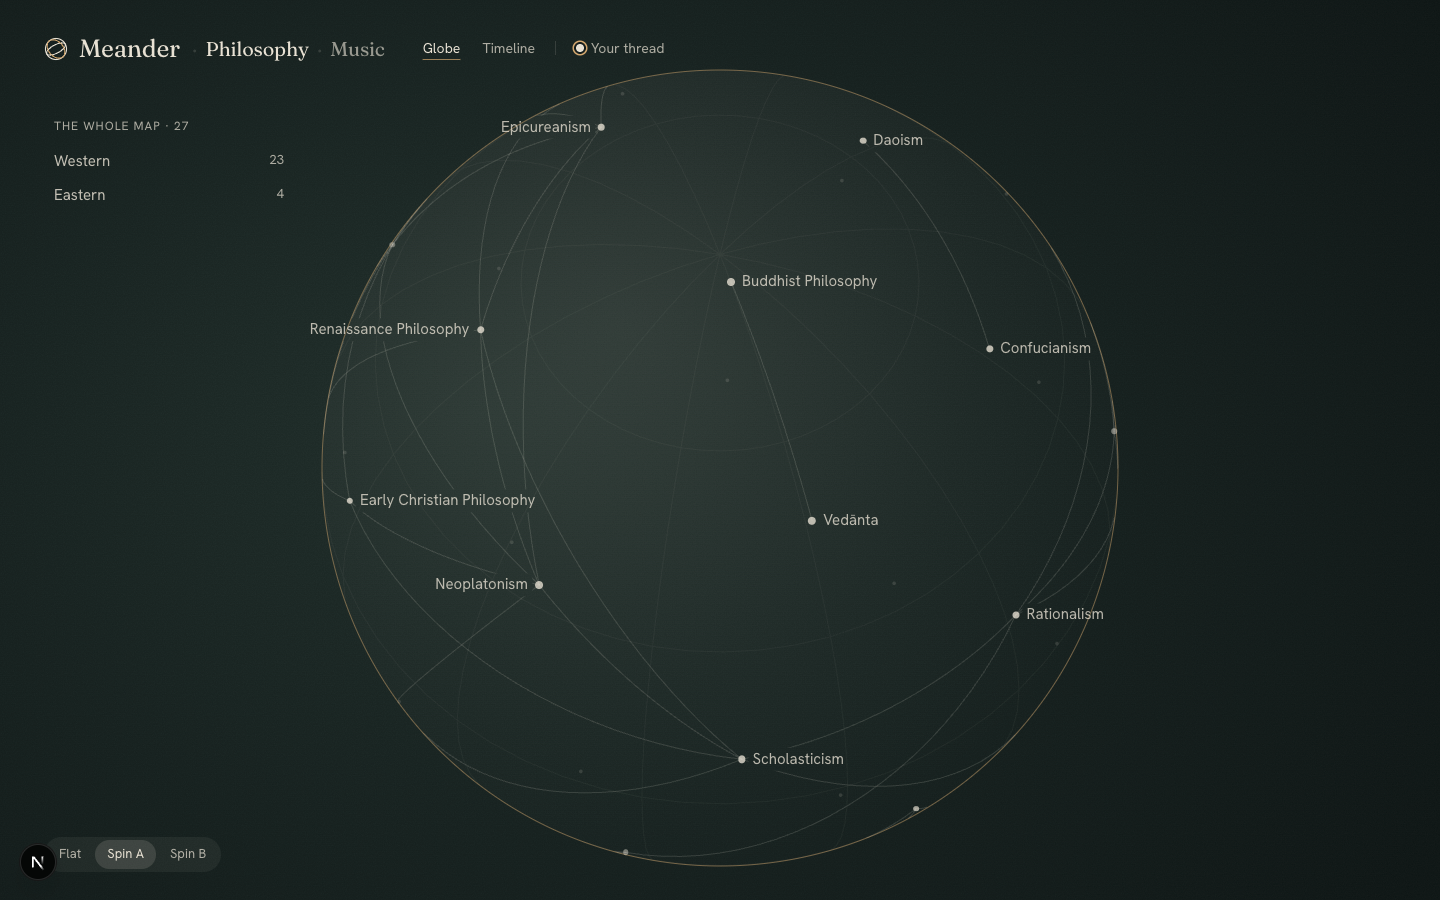 Meander · Philosophy · Music
Globe Timeline Your thread
THE WHOLE MAP · 27
Western 23
Eastern 4
Epicureanism
Daoism
Buddhist Philosophy
Renaissance Philosophy
Confucianism
Early Christian Philosophy
Vedānta
Neoplatonism
Rationalism
Scholasticism
N
Flat Spin A Spin B